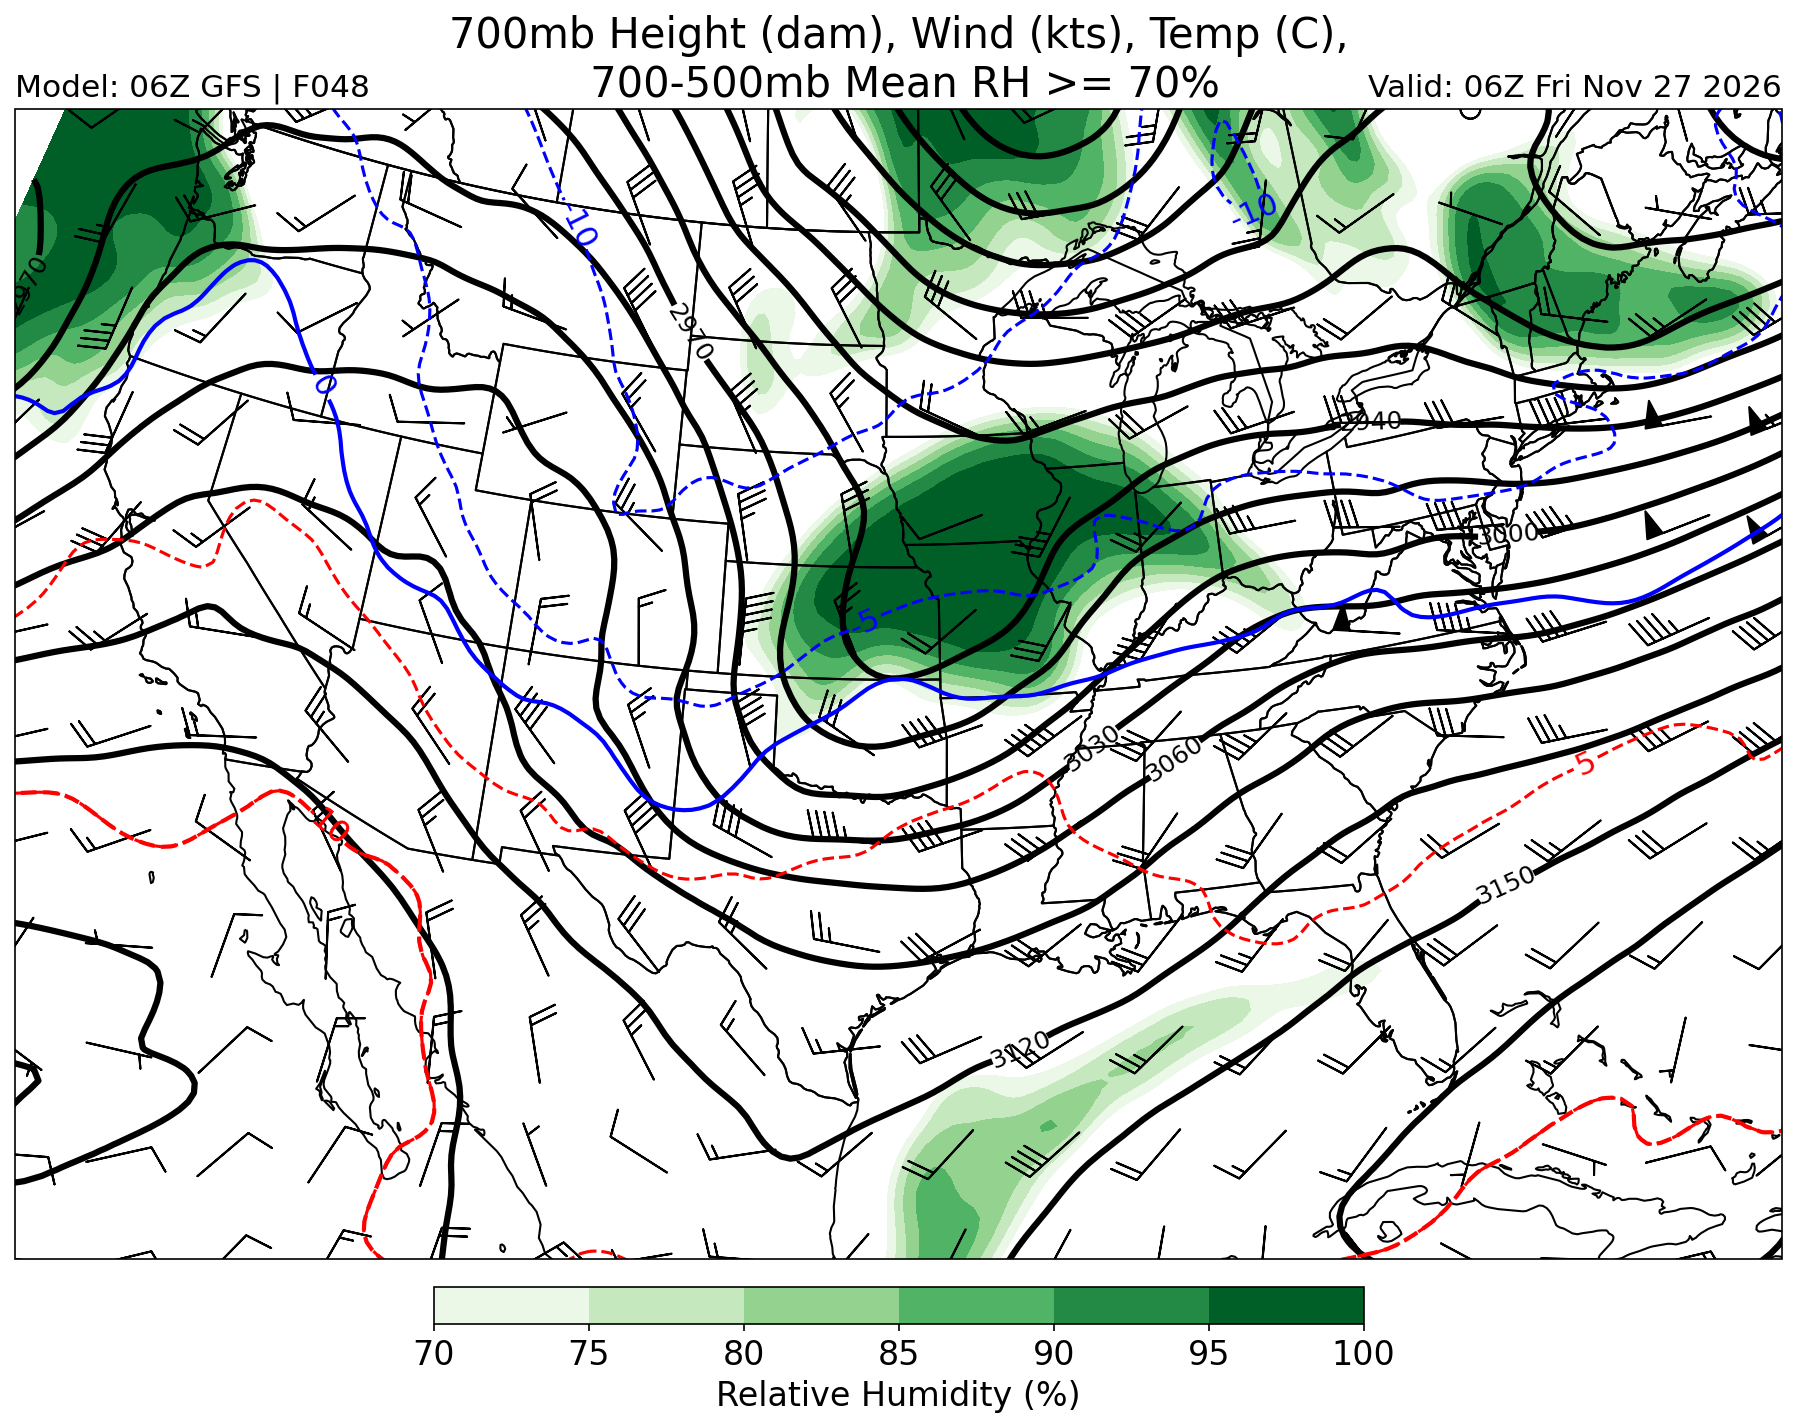 700mb Height (dam), Wind (kts), Temp (C),
700-500mb Mean RH >= 70%
Model: 06Z GFS | F048
Valid: 06Z Fri Nov 27 2026
-10
-10
2970
2970
0
2940
3000
-5
3030
3060
5
10
3150
3120
70 75 80 85 90 95 100
Relative Humidity (%)